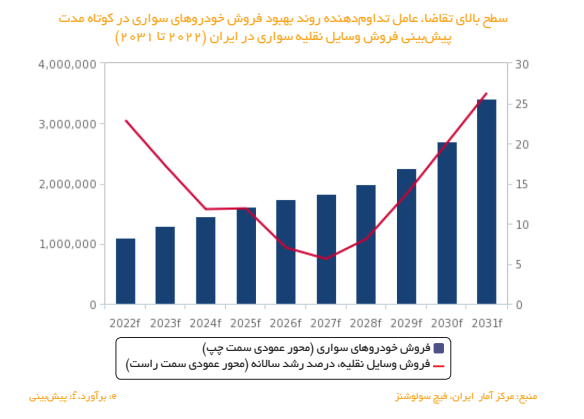 سطح بالای تقاضا، عامل تداوم‌دهنده روند بهبود فروش خودروهای سواری در کوتاه مدت
پیش‌بینی فروش وسایل نقلیه سواری در ایران (۲۰۲۲ تا ۲۰۳۱)
4,000,000
3,000,000
2,000,000
1,000,000
0
30
25
20
15
10
5
0
2022f 2023f 2024f 2025f 2026f 2027f 2028f 2029f 2030f 2031f
فروش خودروهای سواری (محور عمودی سمت چپ)
فروش وسایل نقلیه، درصد رشد سالانه (محور عمودی سمت راست)
منبع: مرکز آمار ایران، فیچ سولوشنز
e: برآورد، f: پیش‌بینی